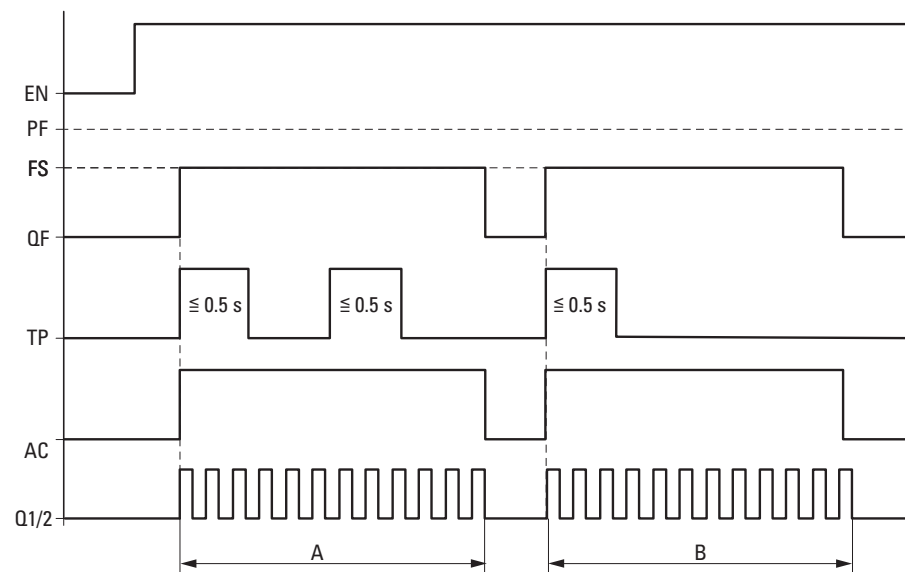 EN
PF
FS
QF
≦ 0.5 s ≦ 0.5 s ≦ 0.5 s
TP
AC
Q1/2
A B